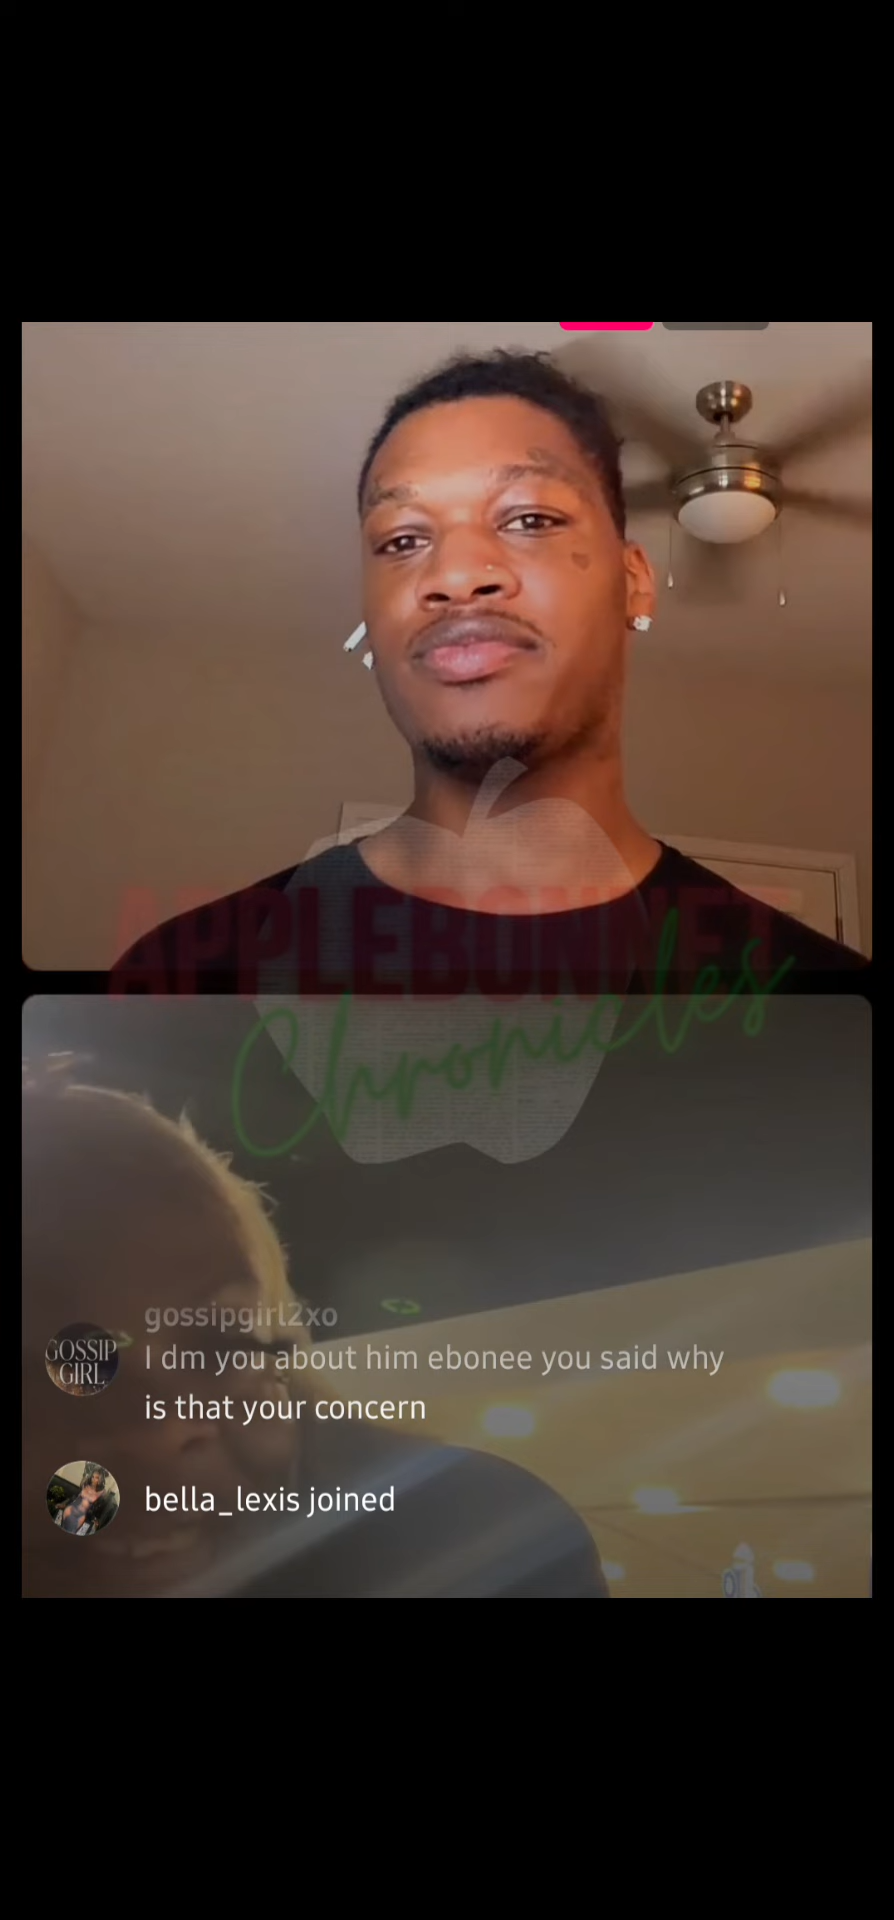 APPLEBONNET
Chronicles
gossipgirl2xo
GOSSIP
GIRL
I dm you about him ebonee you said why
is that your concern
bella_lexis joined